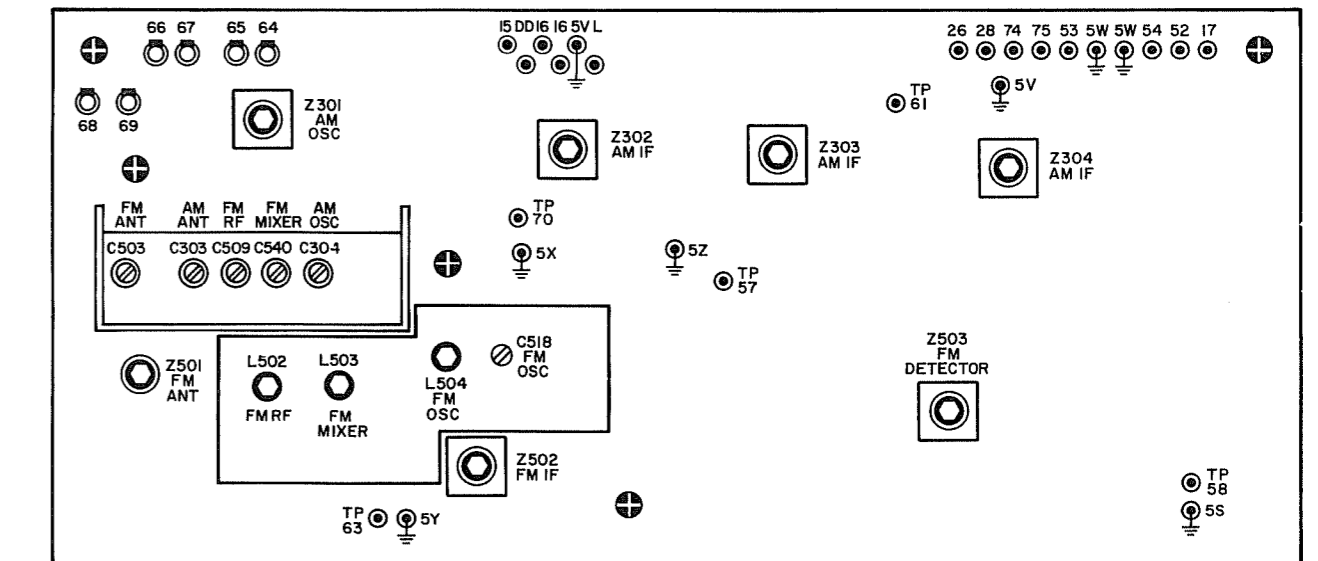 66 67 65 64
15 DD 16 16 5V L
26 28 74 75 53 5W 5W 54 52 17
68 69
Z301
AM
OSC
TP
61
5V
Z302
AM IF
Z303
AM IF
Z304
AM IF
FM
ANT
AM
ANT
FM
RF
FM
MIXER
AM
OSC
C503 C303 C509 C540 C304
TP
70
5X
5Z
TP
57
Z501
FM
ANT
L502
FM RF
L503
FM
MIXER
L504
FM
OSC
C518
FM
OSC
Z503
FM
DETECTOR
Z502
FM IF
TP
63
5Y
TP
58
5S